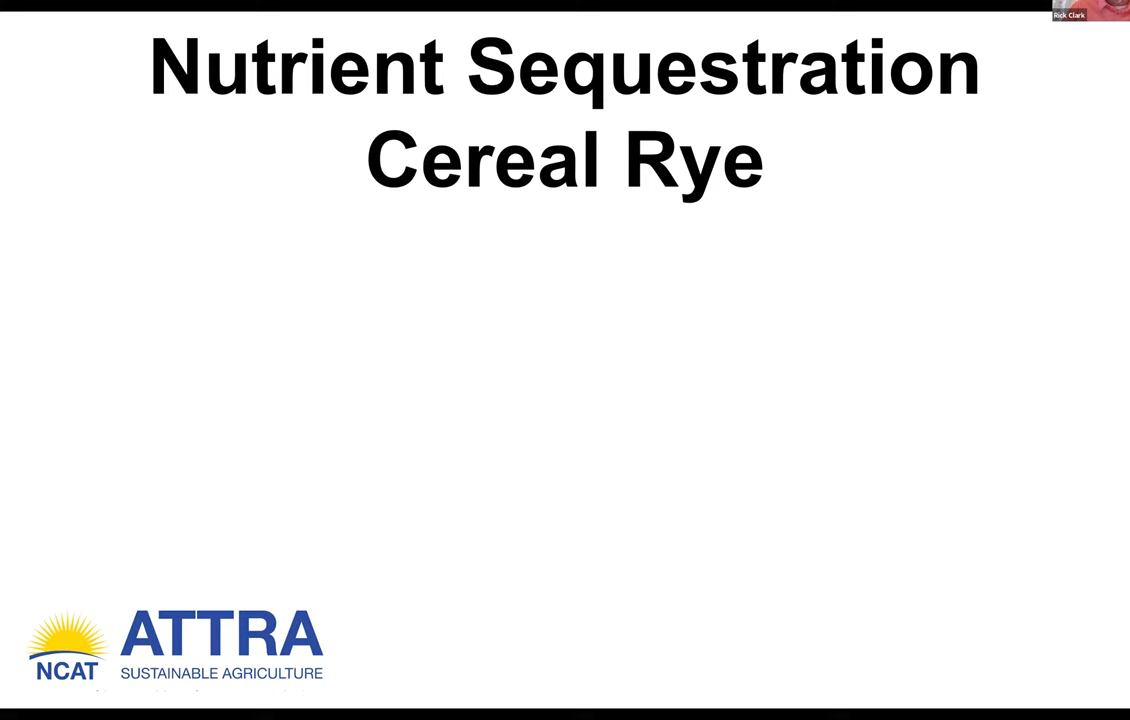 Rick Clark
Nutrient Sequestration
Cereal Rye
ATTRA
NCAT
SUSTAINABLE AGRICULTURE